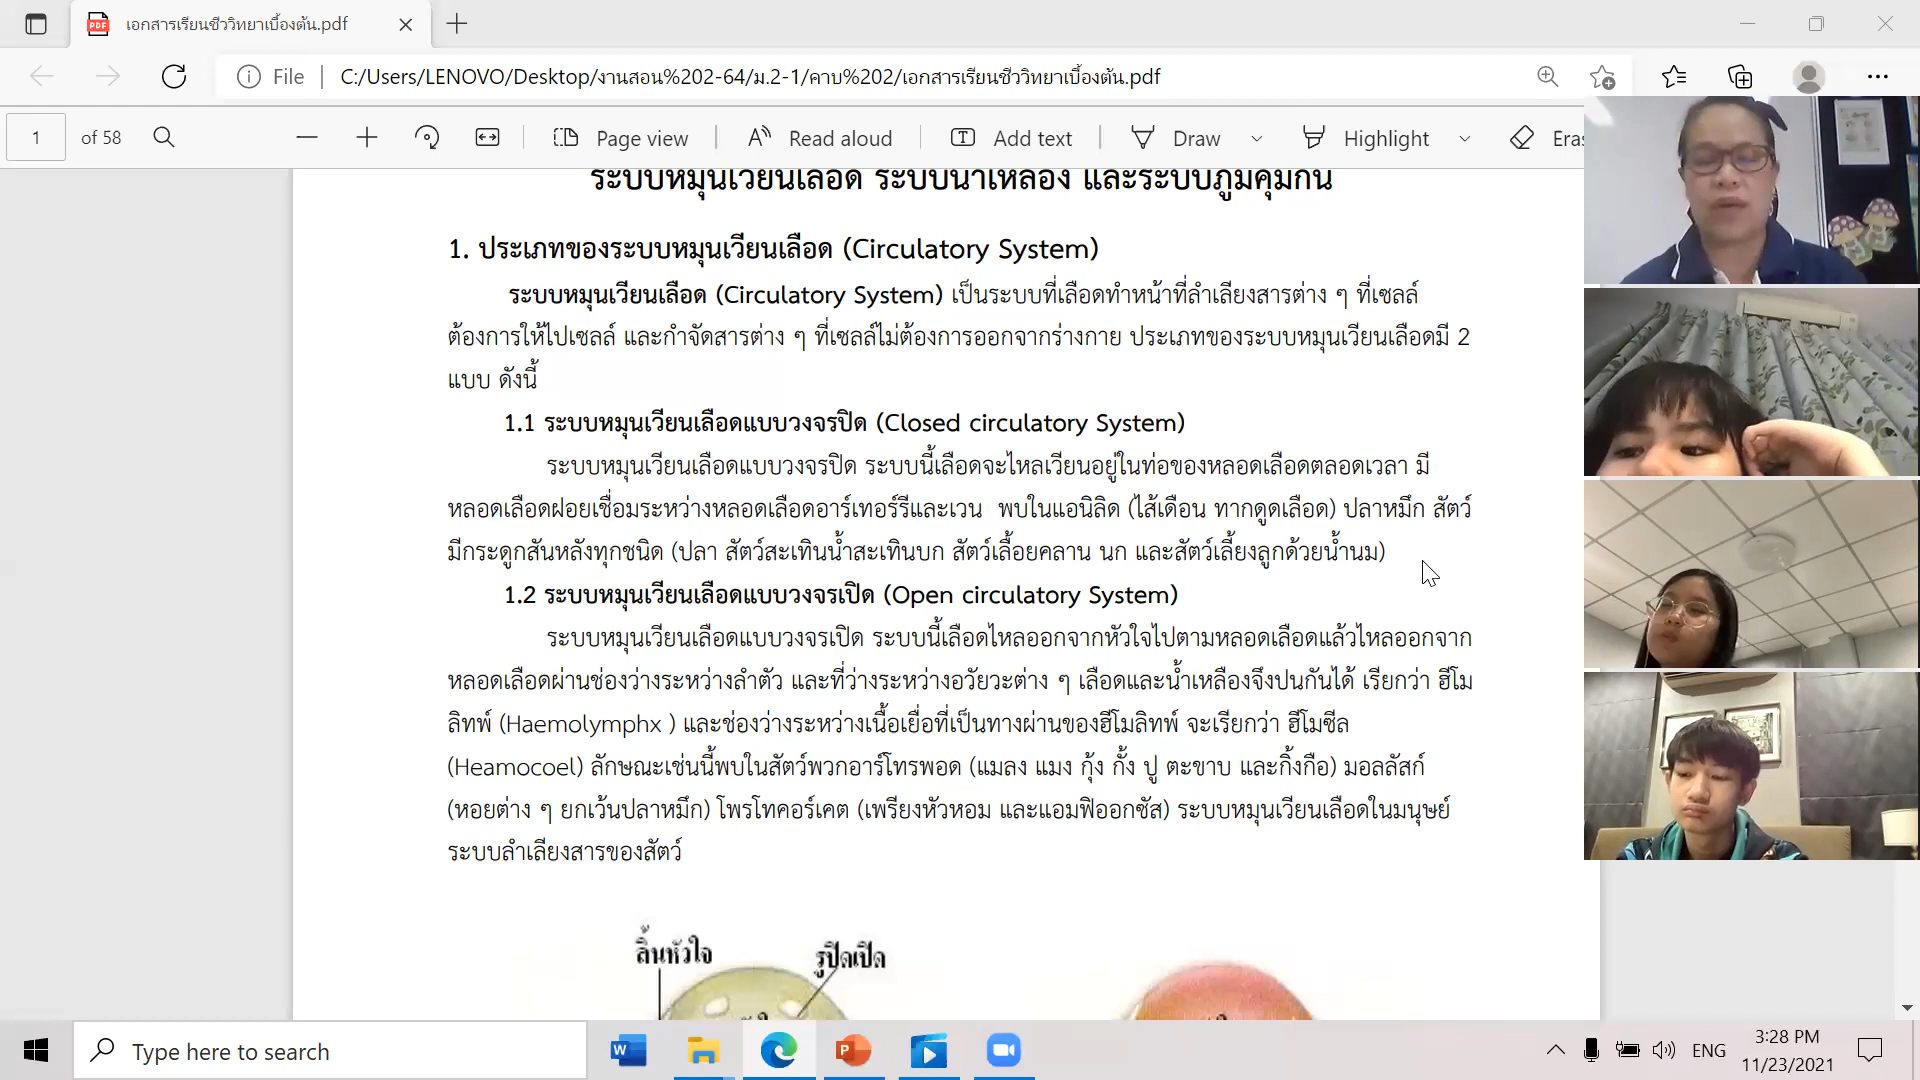 เอกสารเรียนชีววิทยาเบื้องต้น.pdf
File
C:/Users/LENOVO/Desktop/งานสอน%202-64/ม.2-1/คาบ%202/เอกสารเรียนชีววิทยาเบื้องต้น.pdf
1 of 58
Page view
Read aloud
Add text
Draw
Highlight
Eras
ระบบหมุนเวียนเลือด ระบบน้ำเหลือง และระบบภูมิคุ้มกัน
1. ประเภทของระบบหมุนเวียนเลือด (Circulatory System)
ระบบหมุนเวียนเลือด (Circulatory System) เป็นระบบที่เลือดทำหน้าที่ลำเลียงสารต่าง ๆ ที่เซลล์
ต้องการให้ไปเซลล์ และกำจัดสารต่าง ๆ ที่เซลล์ไม่ต้องการออกจากร่างกาย ประเภทของระบบหมุนเวียนเลือดมี 2
แบบ ดังนี้
1.1 ระบบหมุนเวียนเลือดแบบวงจรปิด (Closed circulatory System)
ระบบหมุนเวียนเลือดแบบวงจรปิด ระบบนี้เลือดจะไหลเวียนอยู่ในท่อของหลอดเลือดตลอดเวลา มี
หลอดเลือดฝอยเชื่อมระหว่างหลอดเลือดอาร์เทอร์รีและเวน พบในแอนิลิด (ไส้เดือน ทากดูดเลือด) ปลาหมึก สัตว์
มีกระดูกสันหลังทุกชนิด (ปลา สัตว์สะเทินน้ำสะเทินบก สัตว์เลื้อยคลาน นก และสัตว์เลี้ยงลูกด้วยน้ำนม)
1.2 ระบบหมุนเวียนเลือดแบบวงจรเปิด (Open circulatory System)
ระบบหมุนเวียนเลือดแบบวงจรเปิด ระบบนี้เลือดไหลออกจากหัวใจไปตามหลอดเลือดแล้วไหลออกจาก
หลอดเลือดผ่านช่องว่างระหว่างลำตัว และที่ว่างระหว่างอวัยวะต่าง ๆ เลือดและน้ำเหลืองจึงปนกันได้ เรียกว่า ฮีโม
ลิทพ์ (Haemolymphx ) และช่องว่างระหว่างเนื้อเยื่อที่เป็นทางผ่านของฮีโมลิทพ์ จะเรียกว่า ฮีโมซีล
(Heamocoel) ลักษณะเช่นนี้พบในสัตว์พวกอาร์โทรพอด (แมลง แมง กุ้ง กั้ง ปู ตะขาบ และกิ้งกือ) มอลลัสก์
(หอยต่าง ๆ ยกเว้นปลาหมึก) โพรโทคอร์เคต (เพรียงหัวหอม และแอมฟิออกซัส) ระบบหมุนเวียนเลือดในมนุษย์
ระบบลำเลียงสารของสัตว์
ลิ้นหัวใจ
รูปิดเปิด
Type here to search
ENG
3:28 PM
11/23/2021